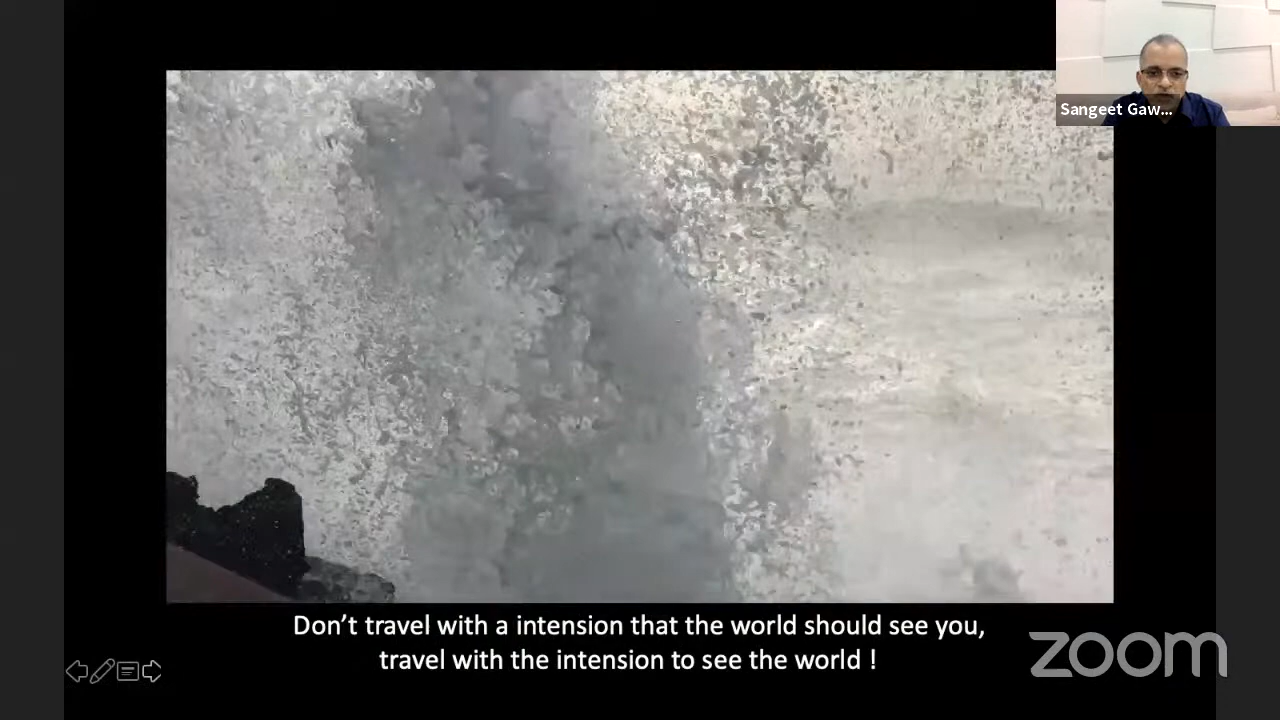 Sangeet Gaw...
Don’t travel with a intension that the world should see you,
travel with the intension to see the world !
zoom